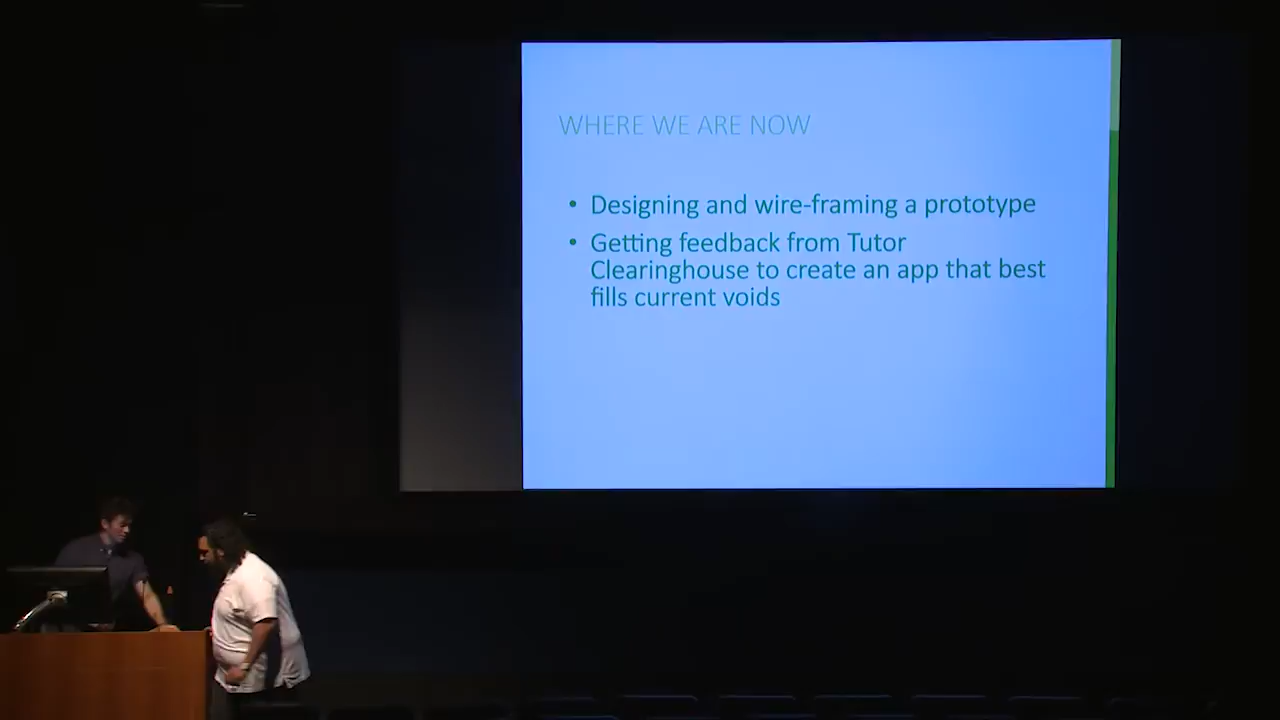 WHERE WE ARE NOW
• Designing and wire-framing a prototype
• Getting feedback from Tutor
Clearinghouse to create an app that best
fills current voids